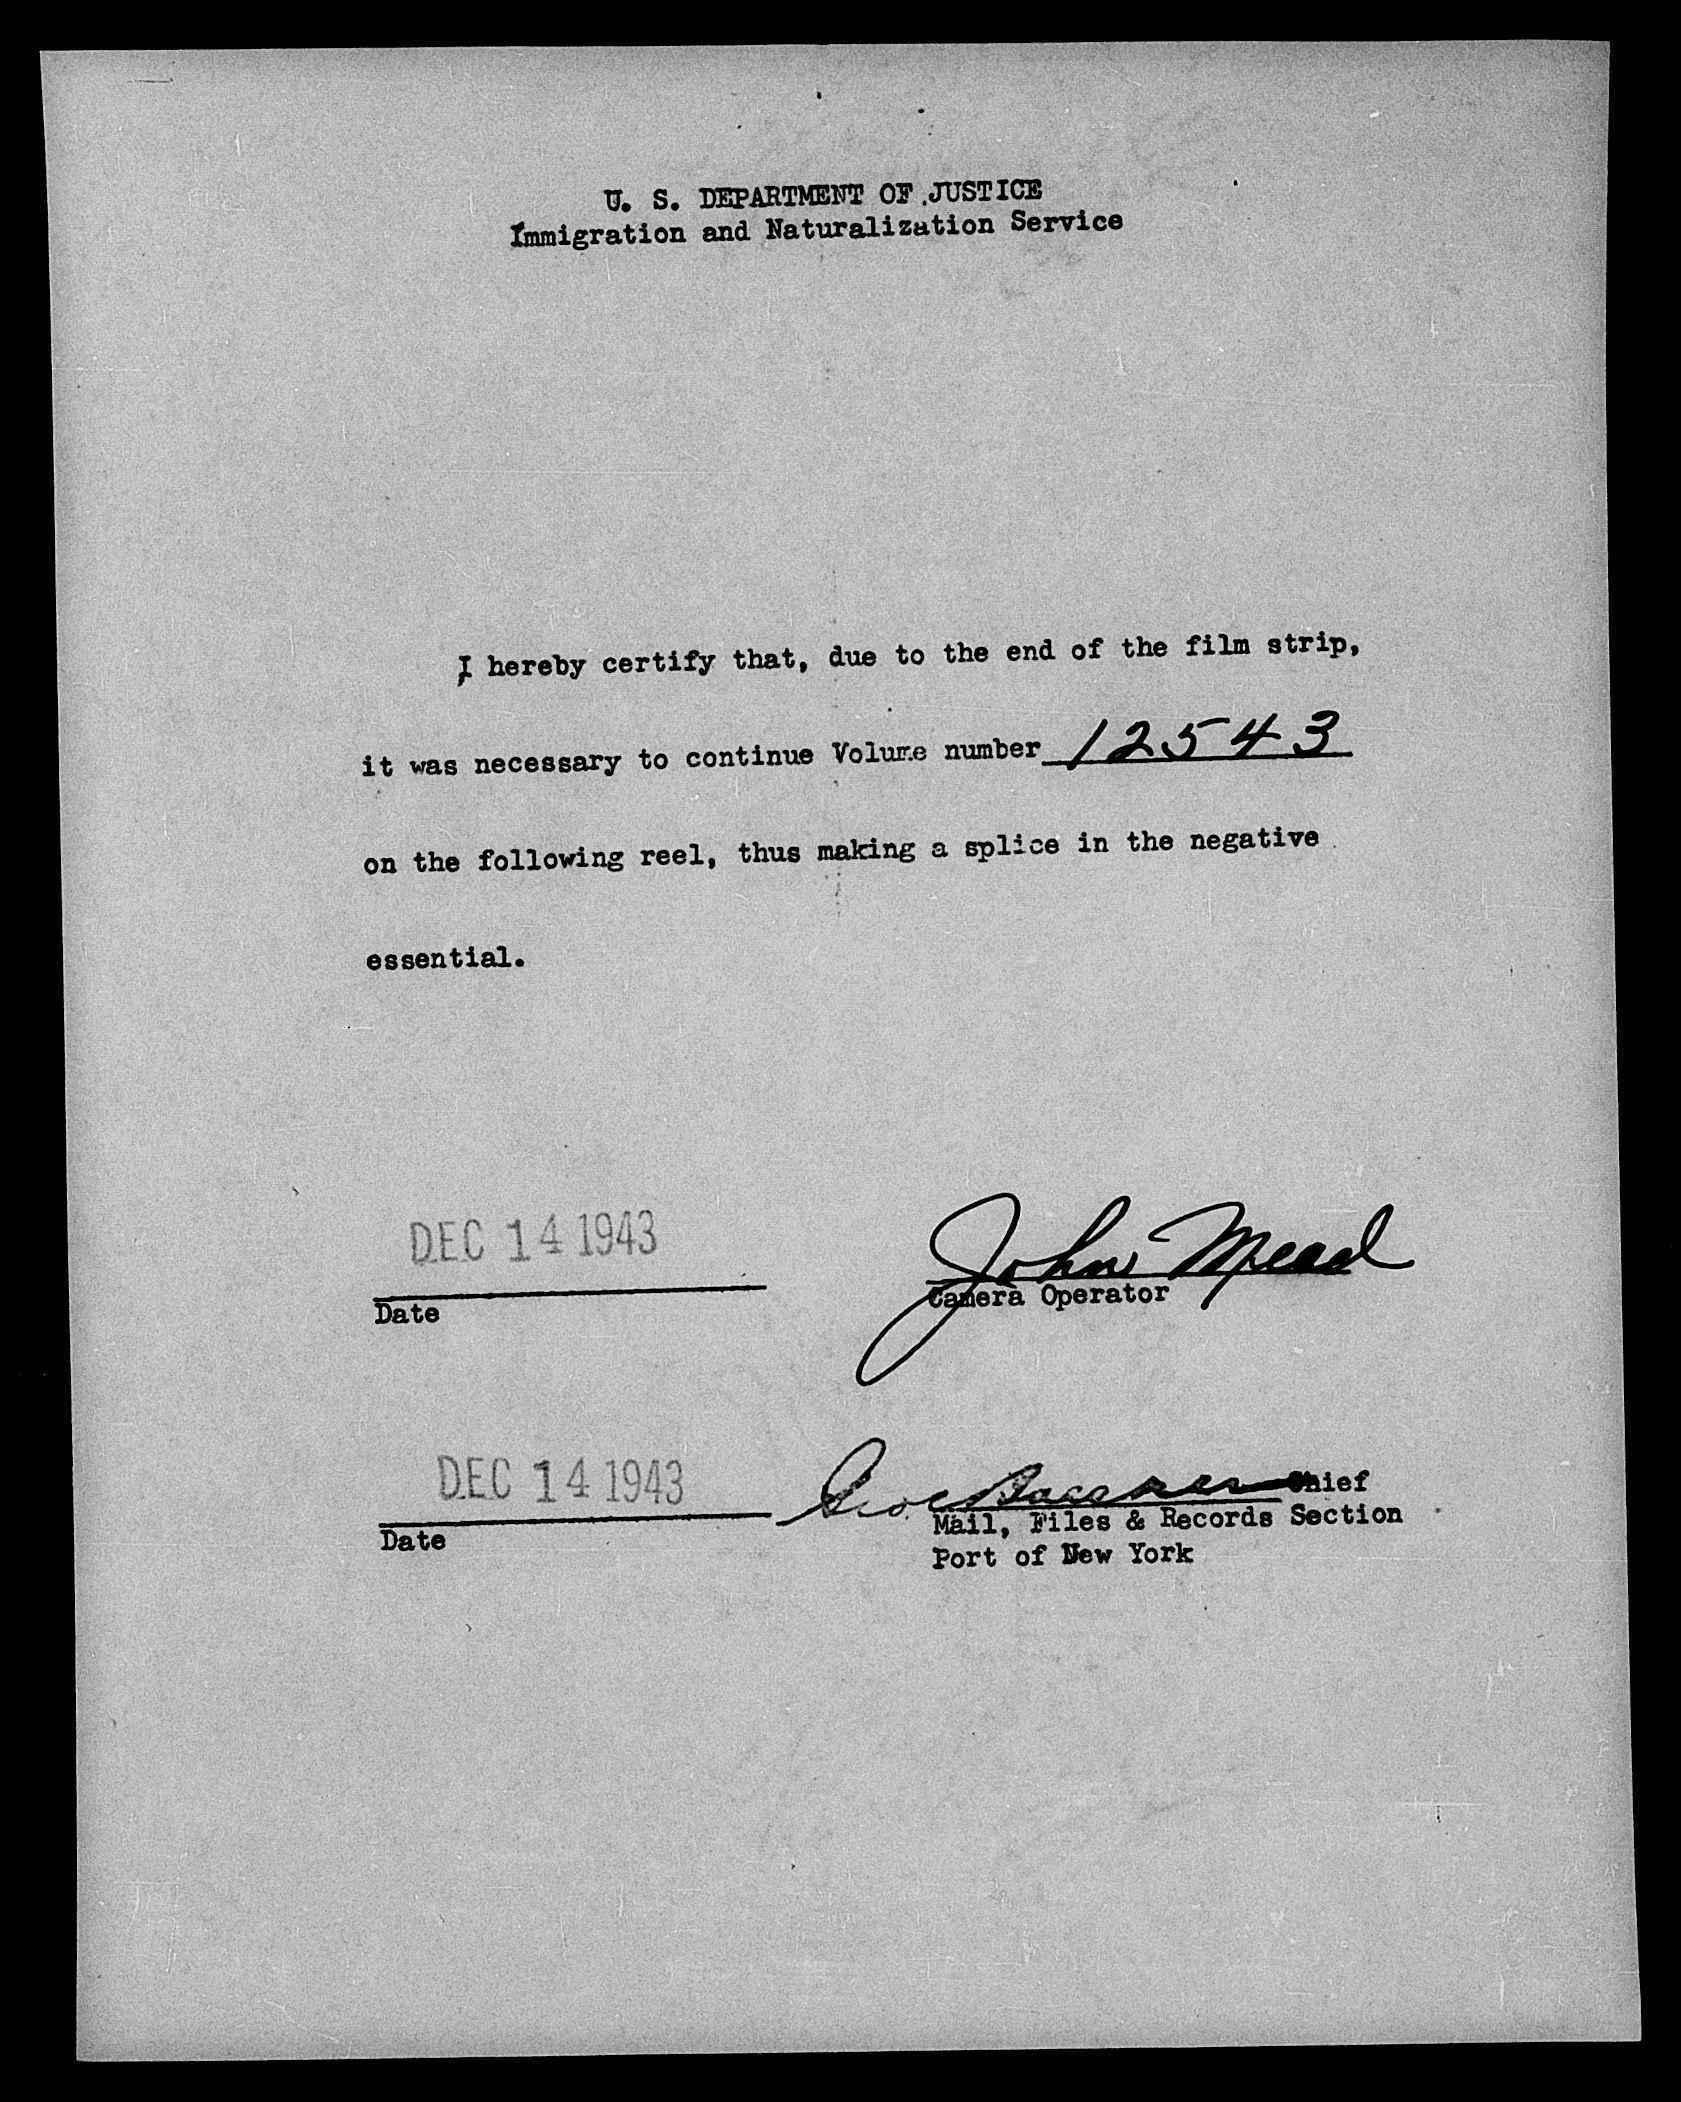 U. S. DEPARTMENT OF JUSTICE
Immigration and Naturalization Service
I hereby certify that, due to the end of the film strip,
it was necessary to continue Volume number 12543
on the following reel, thus making a splice in the negative
essential.
DEC 14 1943
John Mead
Date
Camera Operator
DEC 14 1943
Chief
Date
Mail, Files & Records Section
Port of New York